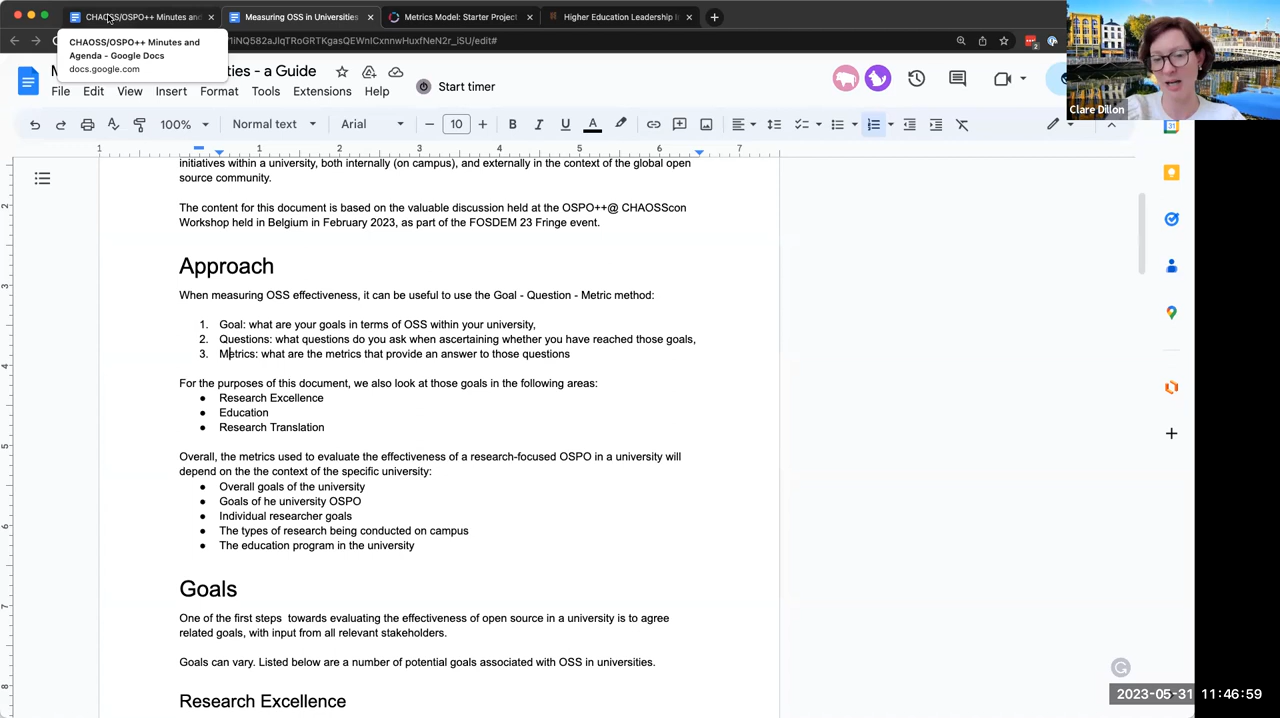 CHAOSS/OSPO++ Minutes and
Measuring OSS in Universities
Metrics Model: Starter Project
Higher Education Leadership I
CHAOSS/OSPO++ Minutes and
Agenda - Google Docs
docs.google.com
1iNQ582aJlqTRoGRTKgasQEWnICxnnwHuxfNeN2r_iSU/edit#
ties - a Guide
File Edit View Insert Format Tools Extensions Help
Start timer
100% Normal text Arial 10
Clare Dillon
1 1 2 3 4 5 6 7
initiatives within a university, both internally (on campus), and externally in the context of the global open
source community.
The content for this document is based on the valuable discussion held at the OSPO++@ CHAOSScon
Workshop held in Belgium in February 2023, as part of the FOSDEM 23 Fringe event.
Approach
When measuring OSS effectiveness, it can be useful to use the Goal - Question - Metric method:
1. Goal: what are your goals in terms of OSS within your university,
2. Questions: what questions do you ask when ascertaining whether you have reached those goals,
3. Metrics: what are the metrics that provide an answer to those questions
For the purposes of this document, we also look at those goals in the following areas:
● Research Excellence
● Education
● Research Translation
Overall, the metrics used to evaluate the effectiveness of a research-focused OSPO in a university will
depend on the the context of the specific university:
● Overall goals of the university
● Goals of he university OSPO
● Individual researcher goals
● The types of research being conducted on campus
● The education program in the university
Goals
One of the first steps  towards evaluating the effectiveness of open source in a university is to agree
related goals, with input from all relevant stakeholders.
Goals can vary. Listed below are a number of potential goals associated with OSS in universities.
Research Excellence
2023-05-31 11:46:59